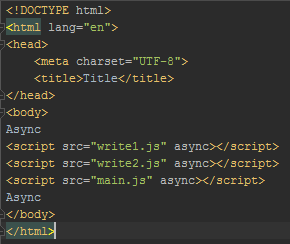 <!DOCTYPE html>
<html lang="en">
<head>
    <meta charset="UTF-8">
    <title>Title</title>
</head>
<body>
Async
<script src="write1.js" async></script>
<script src="write2.js" async></script>
<script src="main.js" async></script>
Async
</body>
</html>